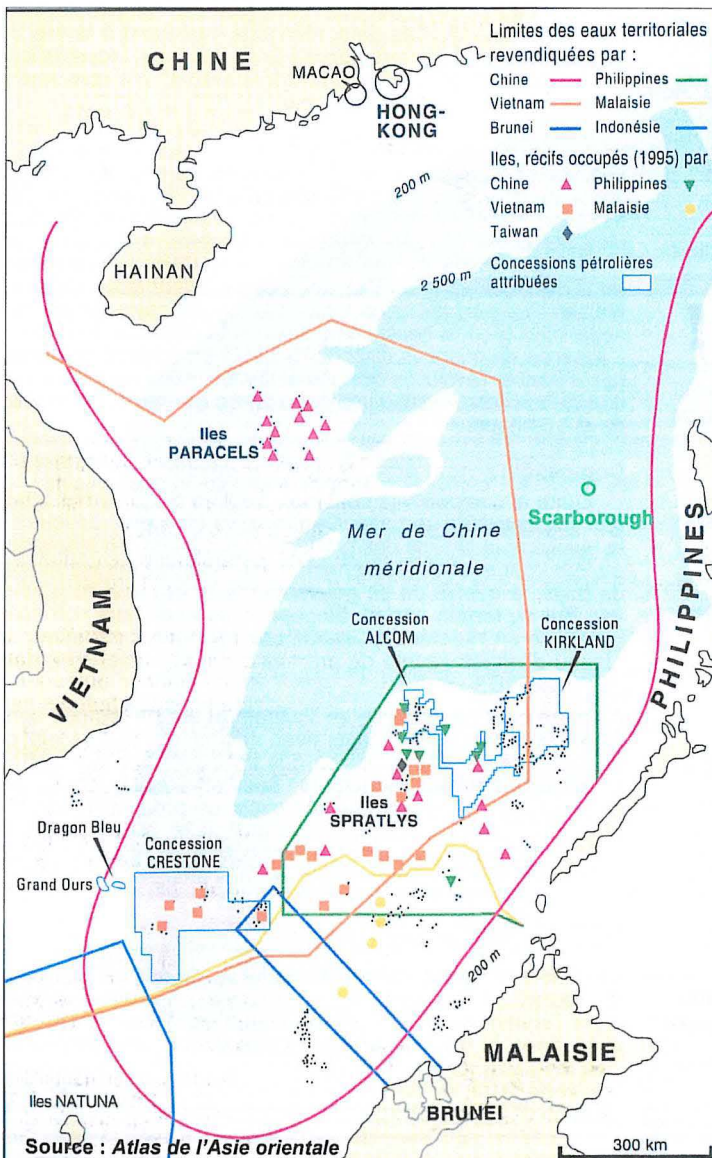 Limites des eaux territoriales
revendiquées par :
Chine Philippines
Vietnam Malaisie
Brunei Indonésie
Iles, récifs occupés (1995) par
Chine Philippines
Vietnam Malaisie
Taiwan
Concessions pétrolières
attribuées
CHINE
MACAO
HONG-
KONG
200 m
HAINAN
2 500 m
Iles
PARACELS
Scarborough
Mer de Chine
méridionale
PHILIPPINES
VIETNAM
Concession
ALCOM
Concession
KIRKLAND
Iles
SPRATLYS
Dragon Bleu
Grand Ours
Concession
CRESTONE
200 m
MALAISIE
BRUNEI
Iles NATUNA
Source : Atlas de l'Asie orientale
300 km